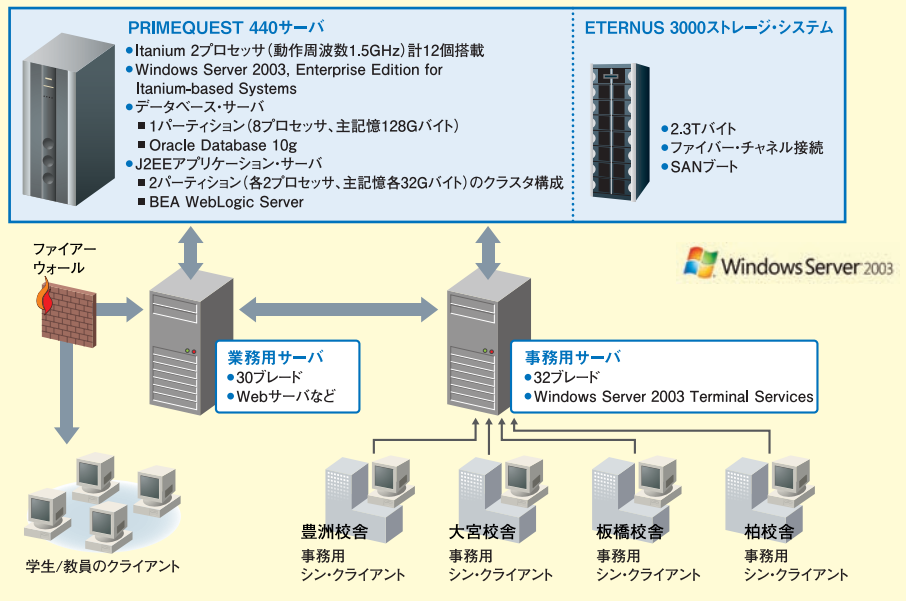 PRIMEQUEST 440サーバ
●Itanium 2プロセッサ（動作周波数1.5GHz）計12個搭載
●Windows Server 2003, Enterprise Edition for
Itanium-based Systems
●データベース・サーバ
■1パーティション（8プロセッサ、主記憶128Gバイト）
■Oracle Database 10g
●J2EEアプリケーション・サーバ
■2パーティション（各2プロセッサ、主記憶各32Gバイト）のクラスタ構成
■BEA WebLogic Server
ETERNUS 3000ストレージ・システム
●2.3Tバイト
●ファイバー・チャネル接続
●SANブート
ファイアー
ウォール
Windows Server 2003
業務用サーバ
●30ブレード
●Webサーバなど
事務用サーバ
●32ブレード
●Windows Server 2003 Terminal Services
学生/教員のクライアント
豊洲校舎
事務用
シン・クライアント
大宮校舎
事務用
シン・クライアント
板橋校舎
事務用
シン・クライアント
柏校舎
事務用
シン・クライアント